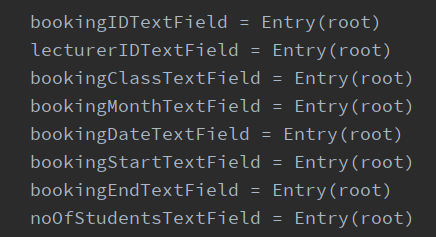 bookingIDTextField = Entry(root)
lecturerIDTextField = Entry(root)
bookingClassTextField = Entry(root)
bookingMonthTextField = Entry(root)
bookingDateTextField = Entry(root)
bookingStartTextField = Entry(root)
bookingEndTextField = Entry(root)
noOfStudentsTextField = Entry(root)